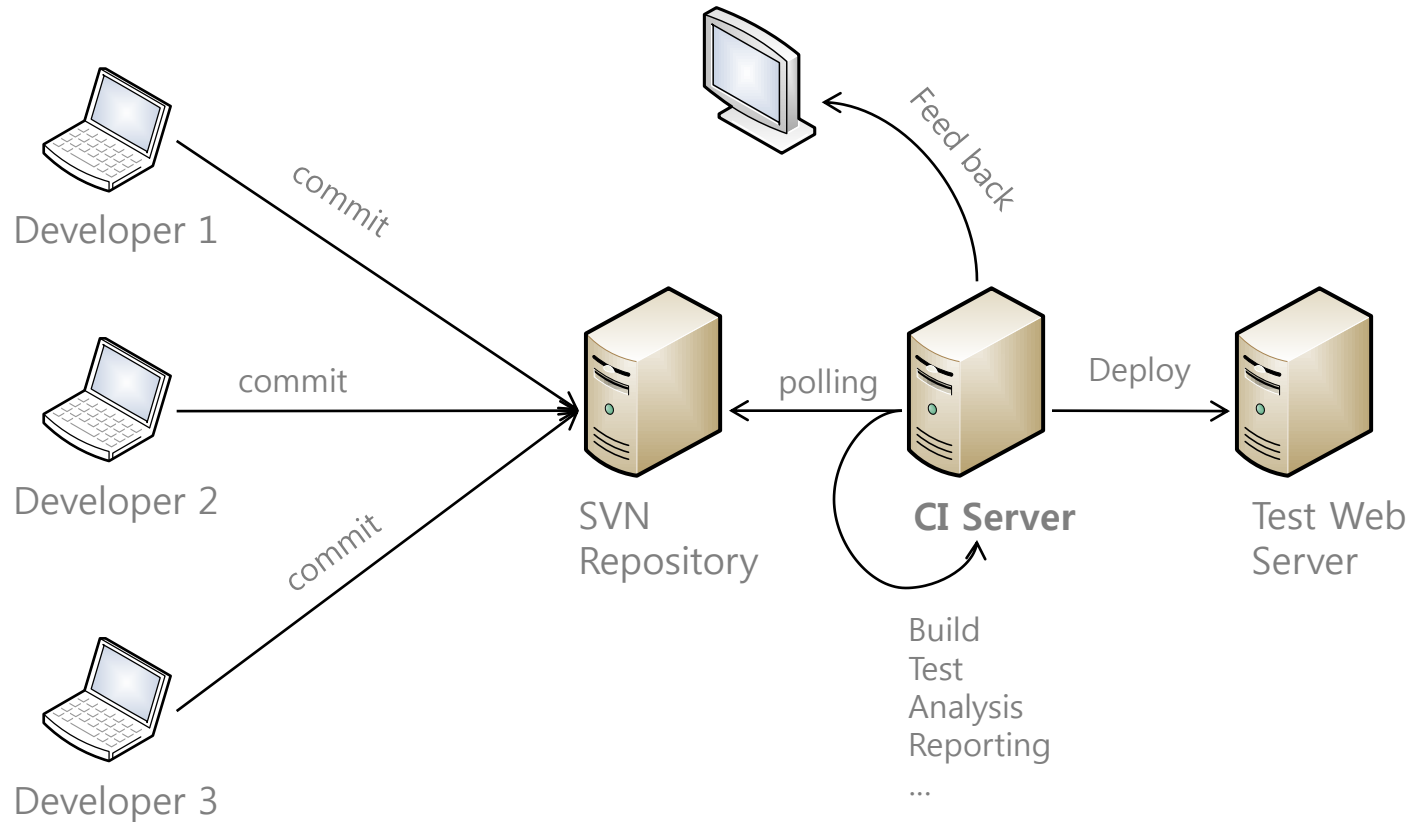 Feed back
commit
Developer 1
commit
polling
Deploy
Developer 2
SVN
Repository
CI Server
Test Web
Server
commit
Build
Test
Analysis
Reporting
...
Developer 3